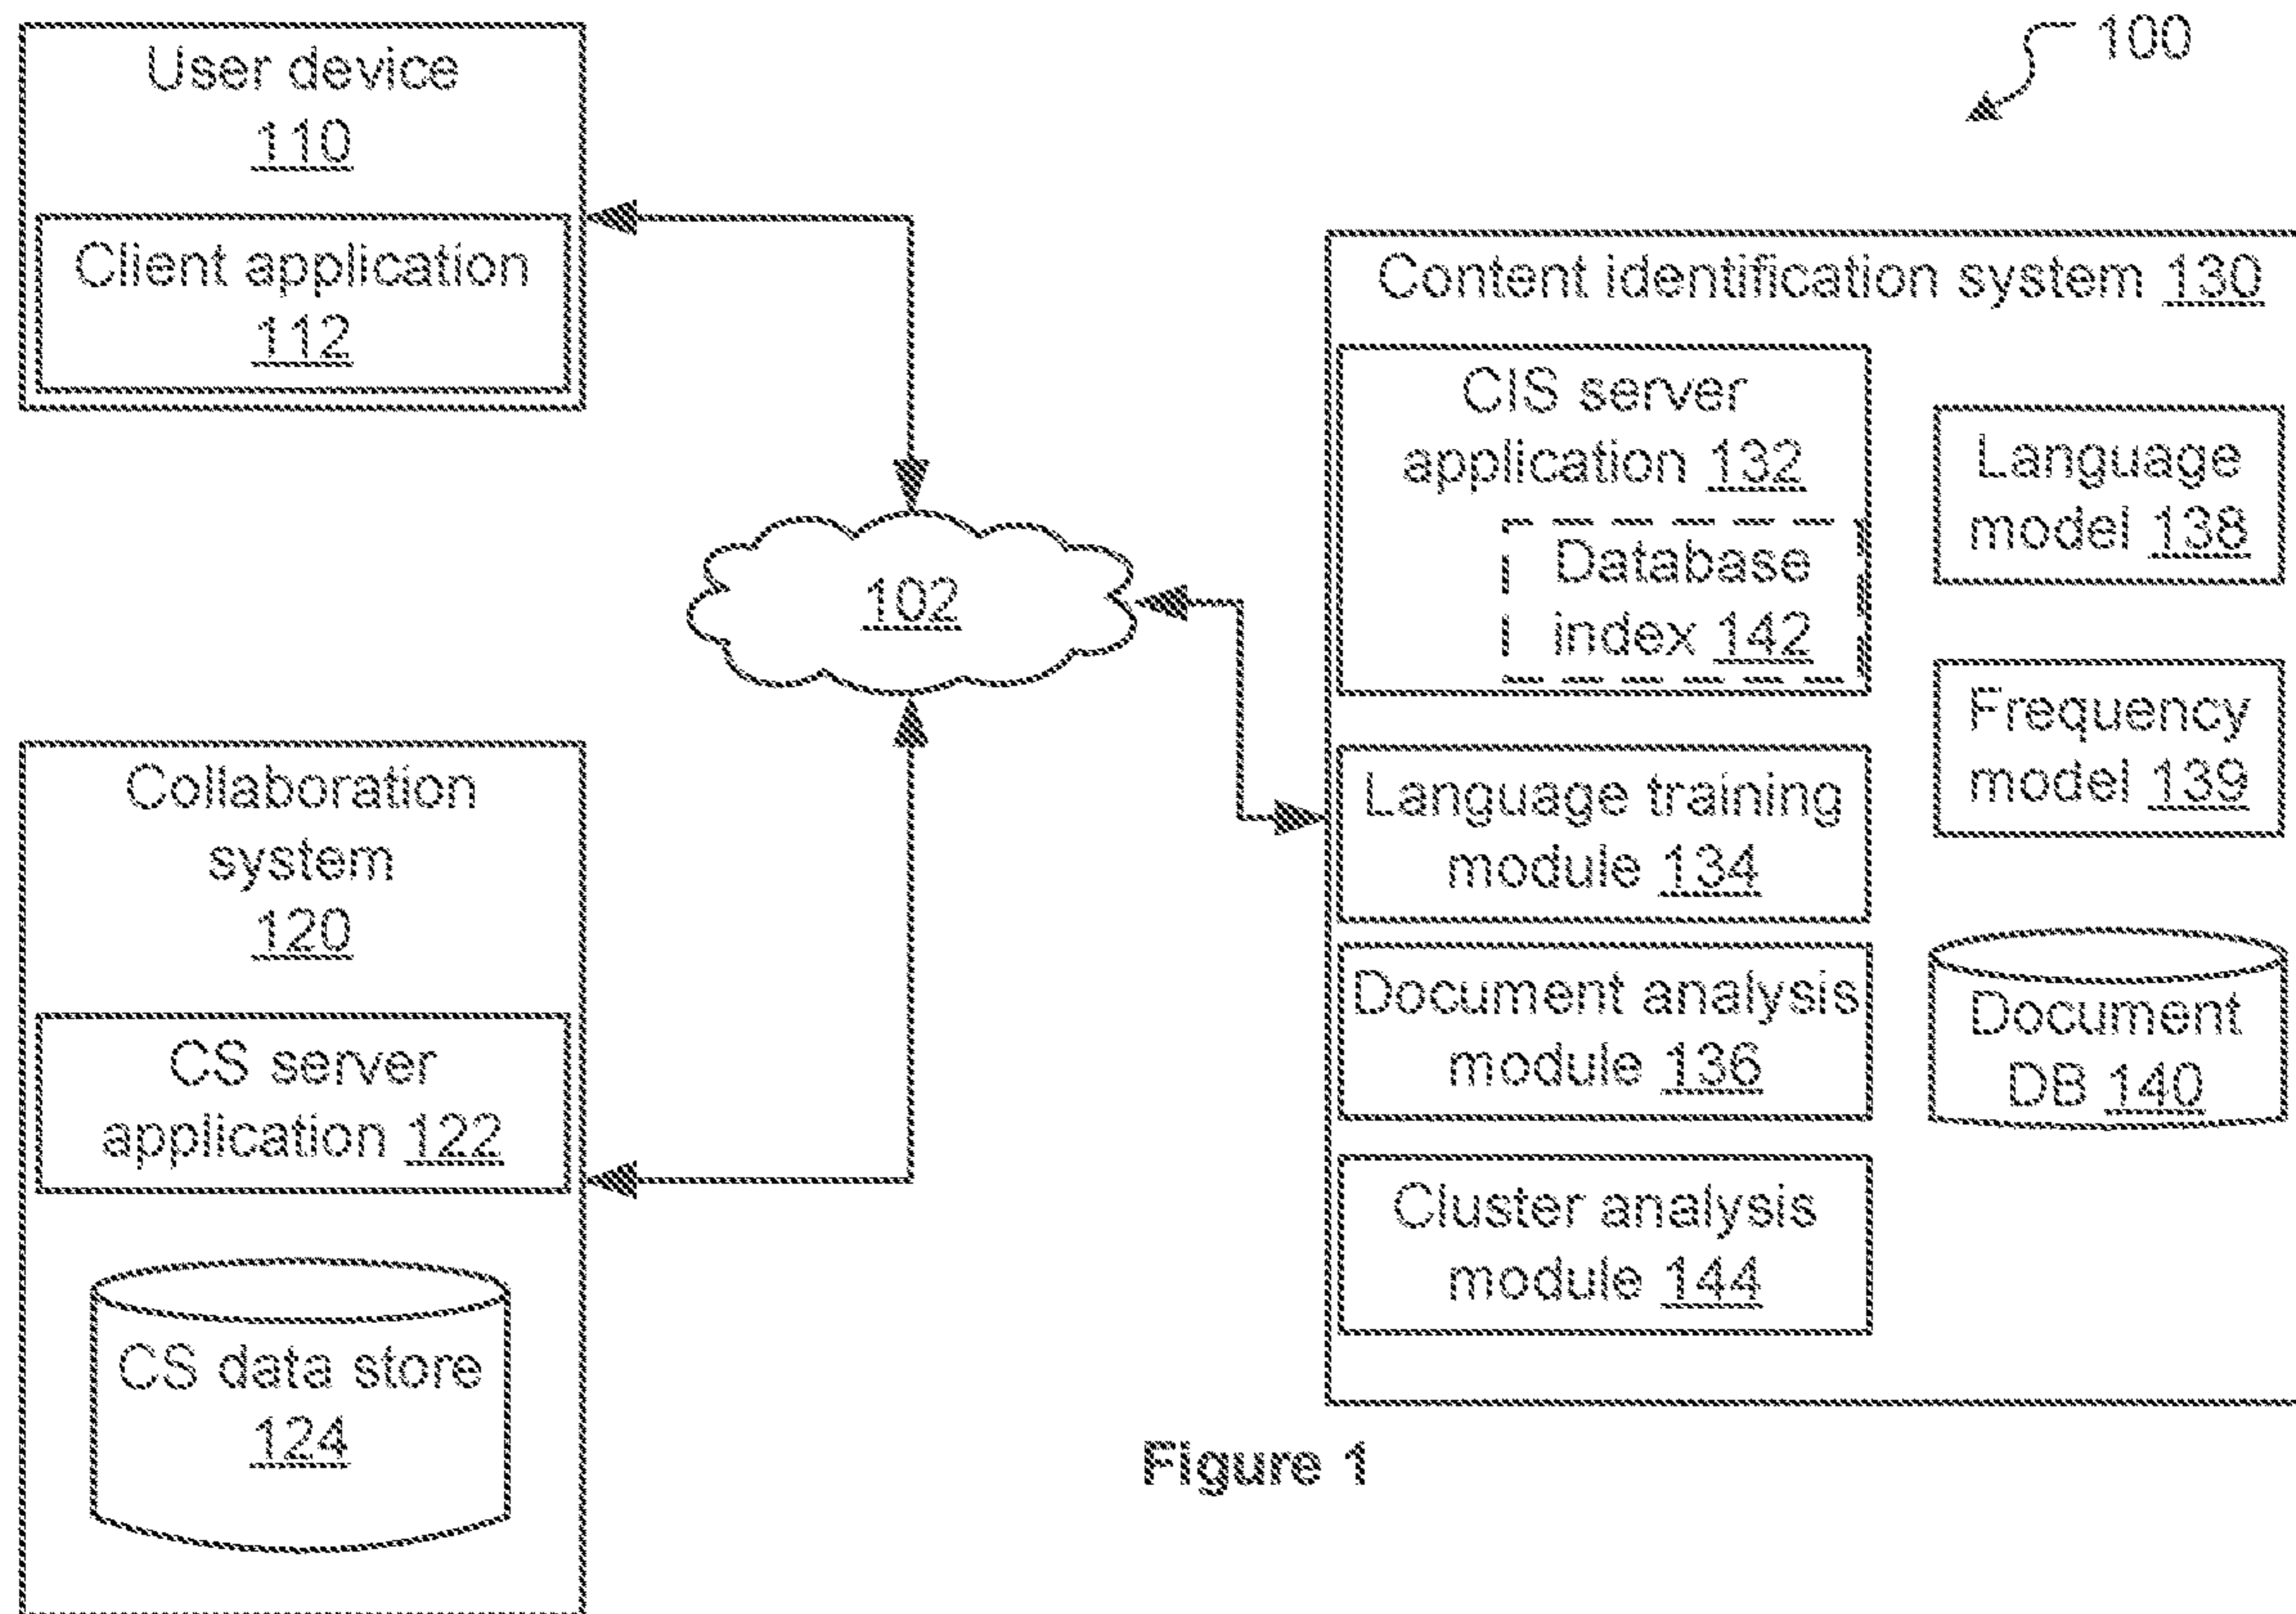 100
User device
110
Client application
112
102
Collaboration
system
120
CS server
application 122
CS data store
124
Content identification system 130
CIS server
application 132
Database
index 142
Language training
module 134
Document analysis
module 136
Cluster analysis
module 144
Language
model 138
Frequency
model 139
Document
DB 140
Figure 1